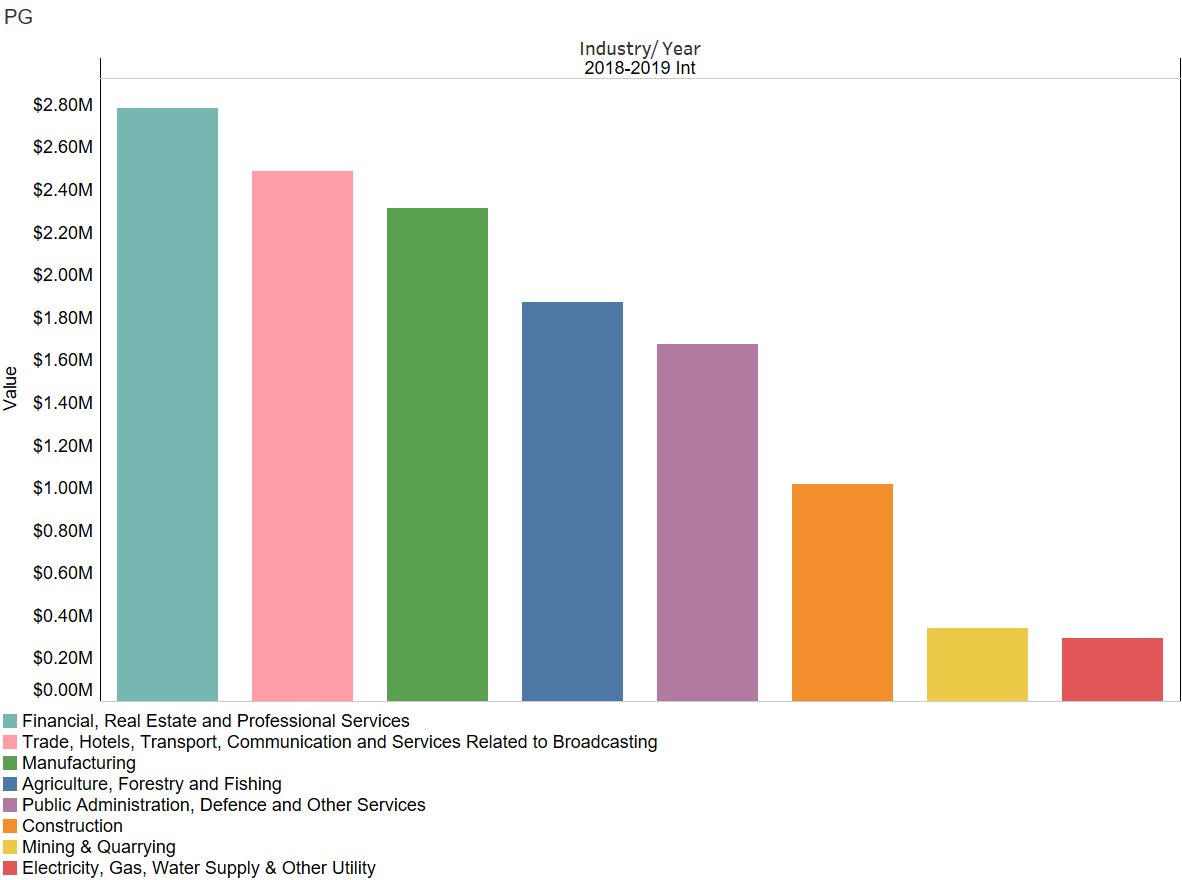 PG
Industry/ Year
2018-2019 Int
$2.80M
$2.60M
$2.40M
$2.20M
$2.00M
$1.80M
$1.60M
$1.40M
$1.20M
$1.00M
$0.80M
$0.60M
$0.40M
$0.20M
$0.00M
Value
Financial, Real Estate and Professional Services
Trade, Hotels, Transport, Communication and Services Related to Broadcasting
Manufacturing
Agriculture, Forestry and Fishing
Public Administration, Defence and Other Services
Construction
Mining & Quarrying
Electricity, Gas, Water Supply & Other Utility